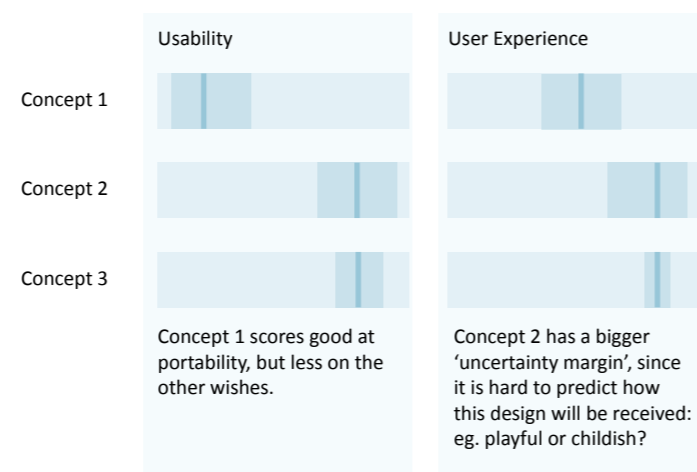 Usability
User Experience
Concept 1
Concept 2
Concept 3
Concept 1 scores good at
portability, but less on the
other wishes.
Concept 2 has a bigger
‘uncertainty margin’, since
it is hard to predict how
this design will be received:
eg. playful or childish?